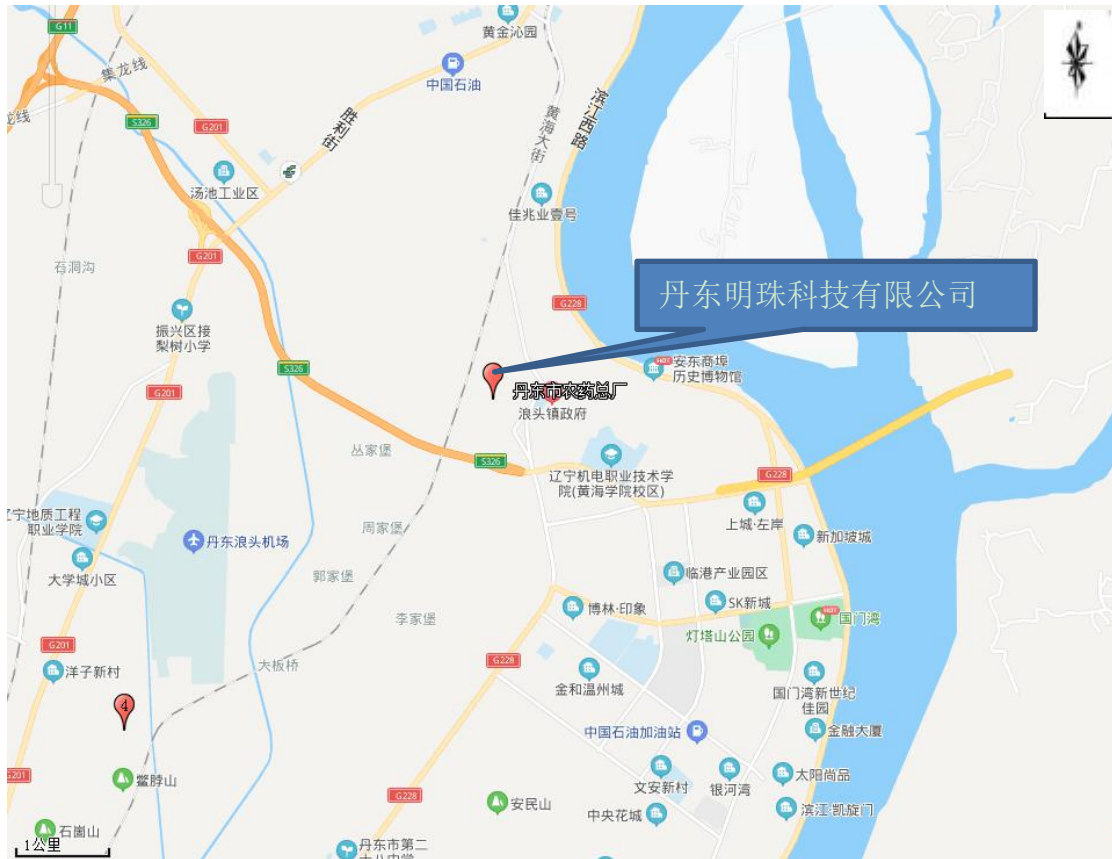 G11
黄金沁园
集龙线
中国石油
滨江西路
龙线
S326
G201
胜利街
黄海大街
汤池工业区
佳兆业壹号
G201
石洞沟
丹东明珠科技有限公司
G228
振兴区接
梨树小学
安东商埠
历史博物馆
S326
丹东市农药总厂
G201
浪头镇政府
丛家堡
S326
辽宁机电职业技术学
院(黄海学院校区)
G228
辽宁地质工程
职业学院
周家堡
上城·左岸
新加坡城
丹东浪头机场
大学城小区
郭家堡
临港产业园区
博林·印象
SK新城
李家堡
灯塔山公园
国门湾
G201
洋子新村
大板桥
G228
金和温州城
国门湾新世纪
佳园
4
中国石油加油站
金融大厦
G201
鳖脖山
文安新村
银河湾
太阳尚品
G228
安民山
中央花城
滨江·凯旋门
石崮山
1公里
丹东市第二
十八中学